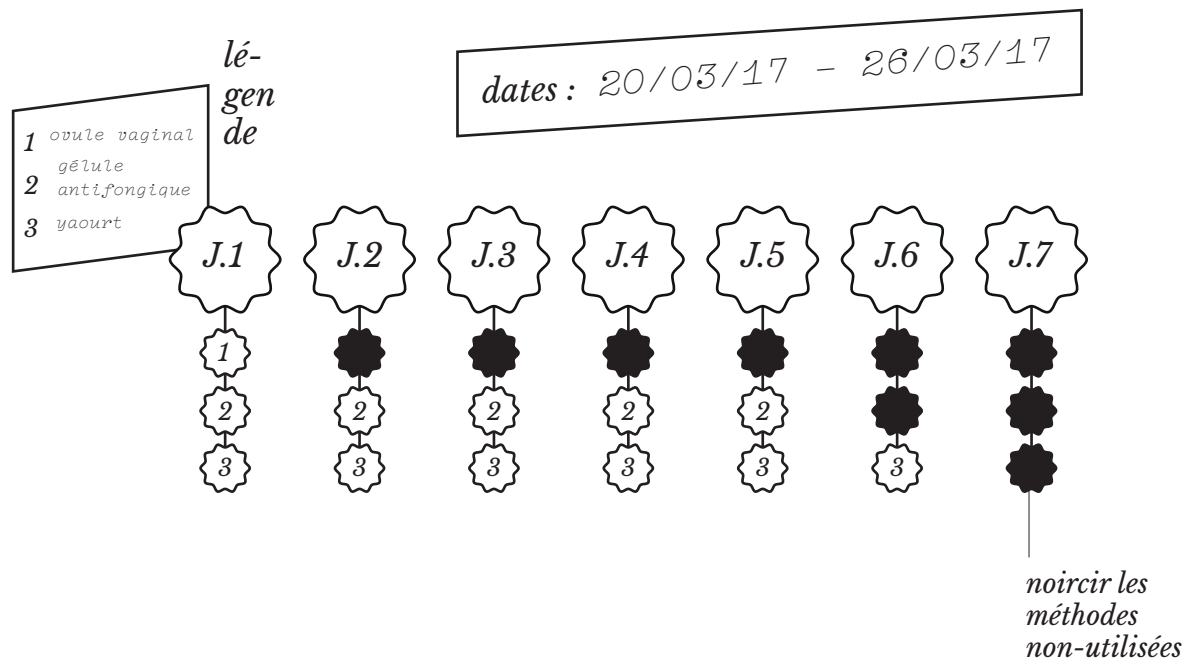 lé-
gen
de
dates : 20/03/17 - 26/03/17
1 ovule vaginal
2 gélule
antifongique
3 yaourt
J.1 J.2 J.3 J.4 J.5 J.6 J.7
1
2 2 2 2 2
3 3 3 3 3 3
noircir les
méthodes
non-utilisées